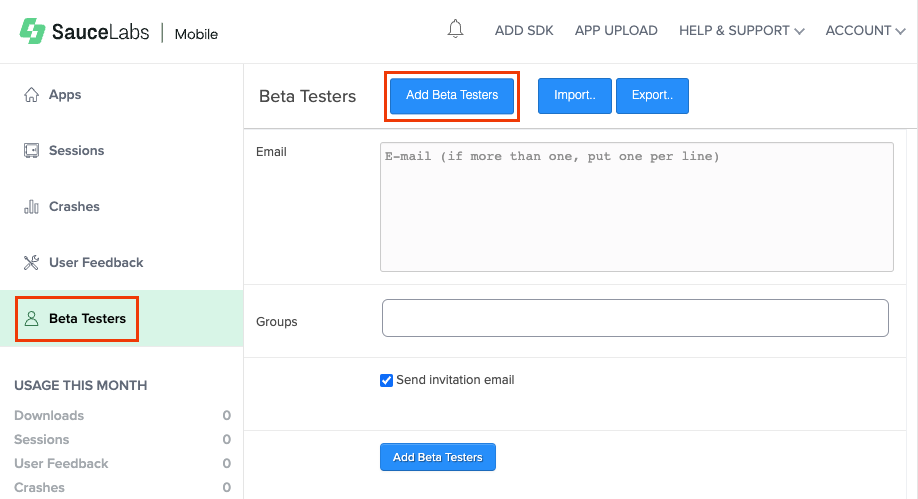 SauceLabs | Mobile
ADD SDK APP UPLOAD HELP & SUPPORT ACCOUNT
Apps
Sessions
Crashes
User Feedback
Beta Testers
USAGE THIS MONTH
Downloads 0
Sessions 0
User Feedback 0
Crashes 0
Beta Testers Add Beta Testers Import.. Export..
Email
E-mail (if more than one, put one per line)
Groups
Send invitation email
Add Beta Testers